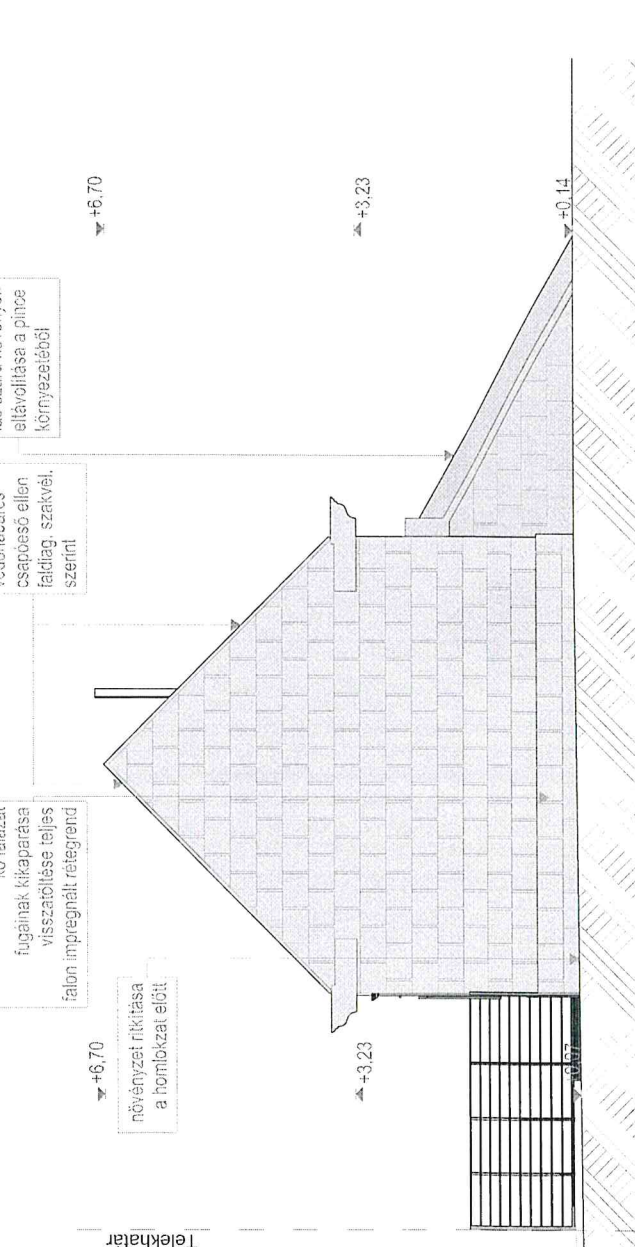 Telekhatár
+6,70
növényzet ritkítása
a homlokzat előtt
+3,23
fugáinak kikaparása
visszatöltése teljes
falon impregnált rétegrend
csapóeső ellen
faldiag. szakvél.
szerint
eltávolítása a pince
környezetéből
+6,70
+3,23
+0,14